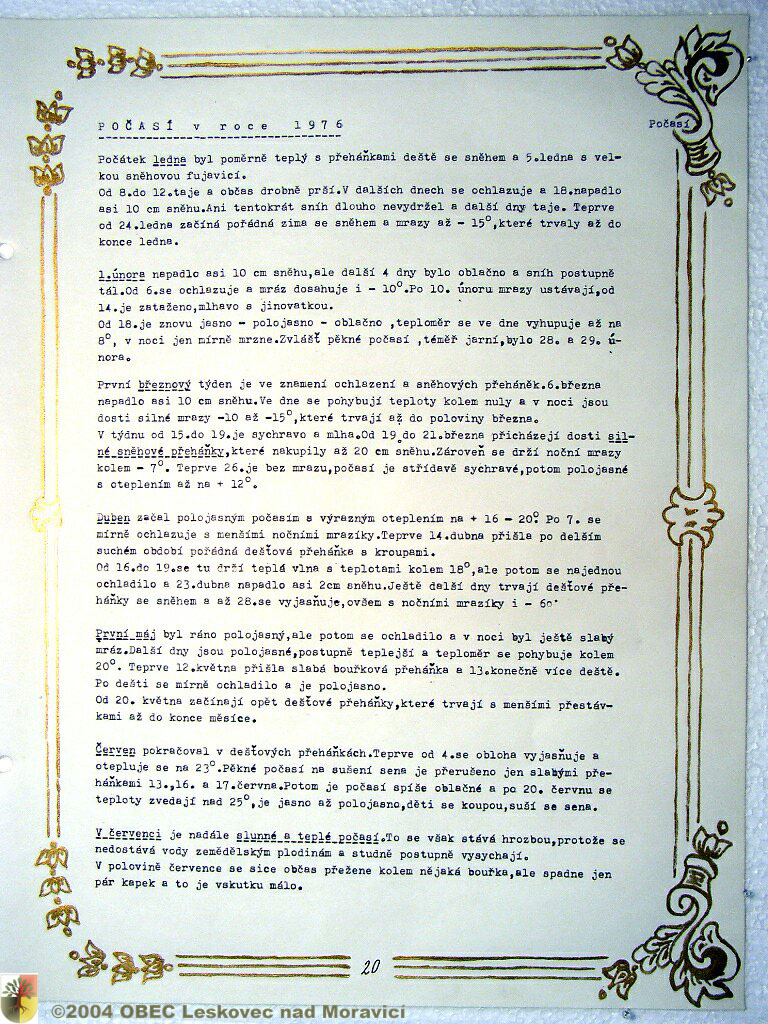 POČASÍ v roce 1976
Počasí
Počátek ledna byl poměrně teplý s přeháňkami deště se sněhem a 5.ledna s vel-
kou sněhovou fujavicí.
Od 8.do 12.taje a občas drobně prší.V dalších dnech se ochlazuje a 18.napadlo
asi 10 cm sněhu.Ani tentokrát sníh dlouho nevydržel a další dny taje. Teprve
od 24.ledna začíná pořádná zima se sněhem a mrazy až - 15°,které trvaly až do
konce ledna.
1.února napadlo asi 10 cm sněhu,ale další 4 dny bylo oblačno a sníh postupně
tál.Od 6.se ochlazuje a mráz dosahuje i - 10°.Po 10. únoru mrazy ustávají,od
14.je zataženo,mlhavo s jinovatkou.
Od 18.je znovu jasno - polojasno - oblačno ,teploměr se ve dne vyhupuje až na
8°, v noci jen mírně mrzne.Zvlášť pěkné počasí ,téměř jarní,bylo 28. a 29. ú-
nora.
První březnový týden je ve znamení ochlazení a sněhových přeháněk.6.března
napadlo asi 10 cm sněhu.Ve dne se pohybují teploty kolem nuly a v noci jsou
dosti silné mrazy -10 až -15°,které trvají až do poloviny března.
V týdnu od 15.do 19.je sychravo a mlha.Od 19.do 21.března přicházejí dosti sil-
né sněhové přeháňky,které nakupily až 20 cm sněhu.Zároveň se drží noční mrazy
kolem - 7°. Teprve 26.je bez mrazu,počasí je střídavě sychravé,potom polojasné
s oteplením až na + 12°.
Duben začal polojasným počasím s výrazným oteplením na + 16 - 20°. Po 7. se
mírně ochlazuje s menšími nočními mrazíky.Teprve 14.dubna přišla po delším
suchém období pořádná dešťová přeháňka s kroupami.
Od 16.do 19.se tu drží teplá vlna s teplotami kolem 18°,ale potom se najednou
ochladilo a 23.dubna napadlo asi 2cm sněhu.Ještě další dny trvají dešťové pře-
háňky se sněhem a až 28.se vyjasňuje,ovšem s nočními mrazíky i - 6°
První máj byl ráno polojasný,ale potom se ochladilo a v noci byl ještě slabý
mráz.Další dny jsou polojasné,postupně teplejší a teploměr se pohybuje kolem
20°. Teprve 12.května přišla slabá bouřková přeháňka a 13.konečně více deště.
Po dešti se mírně ochladilo a je polojasno.
Od 20. května začínají opět dešťové přeháňky,které trvají s menšími přestáv-
kami až do konce měsíce.
Červen pokračoval v dešťových přeháňkách.Teprve od 4.se obloha vyjasňuje a
otepluje se na 23°.Pěkné počasí na sušení sena je přerušeno jen slabými pře-
háňkami 13.,16. a 17.června.Potom je počasí spíše oblačné a po 20. červnu se
teploty zvedají nad 25°,je jasno až polojasno,děti se koupou,suší se sena.
V červenci je nadále slunné a teplé počasí.To se však stává hrozbou,protože se
nedostává vody zemědělským plodinám a studně postupně vysychají.
V polovině července se sice občas přežene kolem nějaká bouřka,ale spadne jen
pár kapek a to je vskutku málo.
20
©2004 OBEC Leskovec nad Moravicí